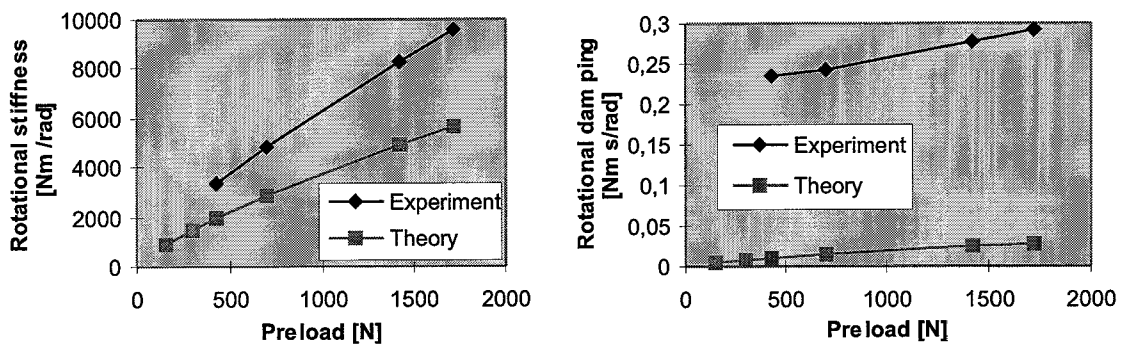 Rotational stiffness
[Nm /rad]
10000
8000
6000
4000
2000
0
Experiment
Theory
0
500
1000
1500
2000
Preload [N]
Rotational dam ping
[Nm s/rad]
0,3
0,25
0,2
0,15
0,1
0,05
0
Experiment
Theory
0
500
1000
1500
2000
Preload [N]